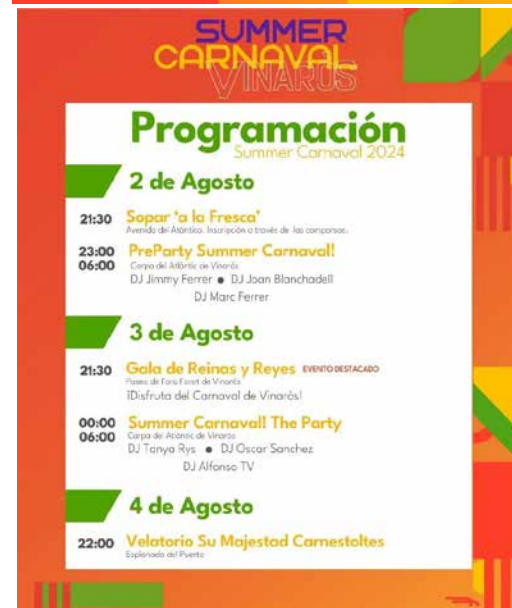 SUMMER
CARNAVAL
VINARÒS
Programación
Summer Carnaval 2024
2 de Agosto
21:30 Sopar ‘a la Fresca’
Avenida del Atlántico. Inscripción a través de las comparsas.
23:00 PreParty Summer Carnaval!
06:00 Carpa del Atlàntic de Vinaròs
DJ Jimmy Ferrer ● DJ Joan Blanchadell
DJ Marc Ferrer
3 de Agosto
21:30 Gala de Reinas y Reyes EVENTO DESTACADO
Paseo de Fora Forat de Vinaròs
¡Disfruta del Carnaval de Vinaròs!
00:00 Summer Carnaval! The Party
06:00 Carpa del Atlàntic de Vinaròs
DJ Tanya Rys ● DJ Oscar Sanchez
DJ Alfonso TV
4 de Agosto
22:00 Velatorio Su Majestad Carnestoltes
Esplanada del Puerto